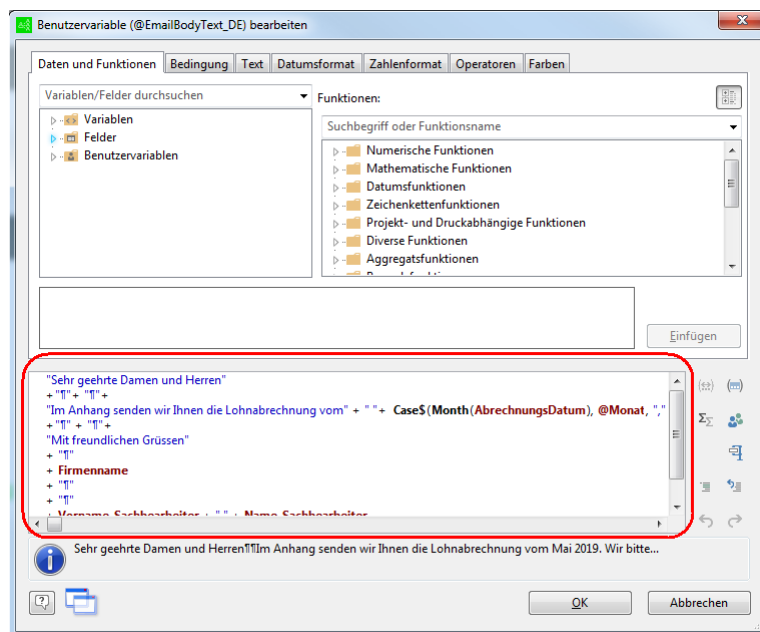 Benutzervariable (@EmailBodyText_DE) bearbeiten
Daten und Funktionen Bedingung Text Datumsformat Zahlenformat Operatoren Farben
Variablen/Felder durchsuchen
Variablen
Felder
Benutzervariablen
Funktionen:
Suchbegriff oder Funktionsname
Numerische Funktionen
Mathematische Funktionen
Datumsfunktionen
Zeichenkettenfunktionen
Projekt- und Druckabhängige Funktionen
Diverse Funktionen
Aggregatsfunktionen
Einfügen
"Sehr geehrte Damen und Herren"
+ "¶"+ "¶"+
"Im Anhang senden wir Ihnen die Lohnabrechnung vom" + " "+ Case$(Month(AbrechnungsDatum), @Monat, ","
+ "¶" + "¶"+
"Mit freundlichen Grüssen"
+ "¶"
+ Firmenname
+ "¶"
+ "¶"
+ Vorname_Sachbearbeiter + " " + Name_Sachbearbeiter
Sehr geehrte Damen und Herren¶¶Im Anhang senden wir Ihnen die Lohnabrechnung vom Mai 2019. Wir bitte...
OK Abbrechen